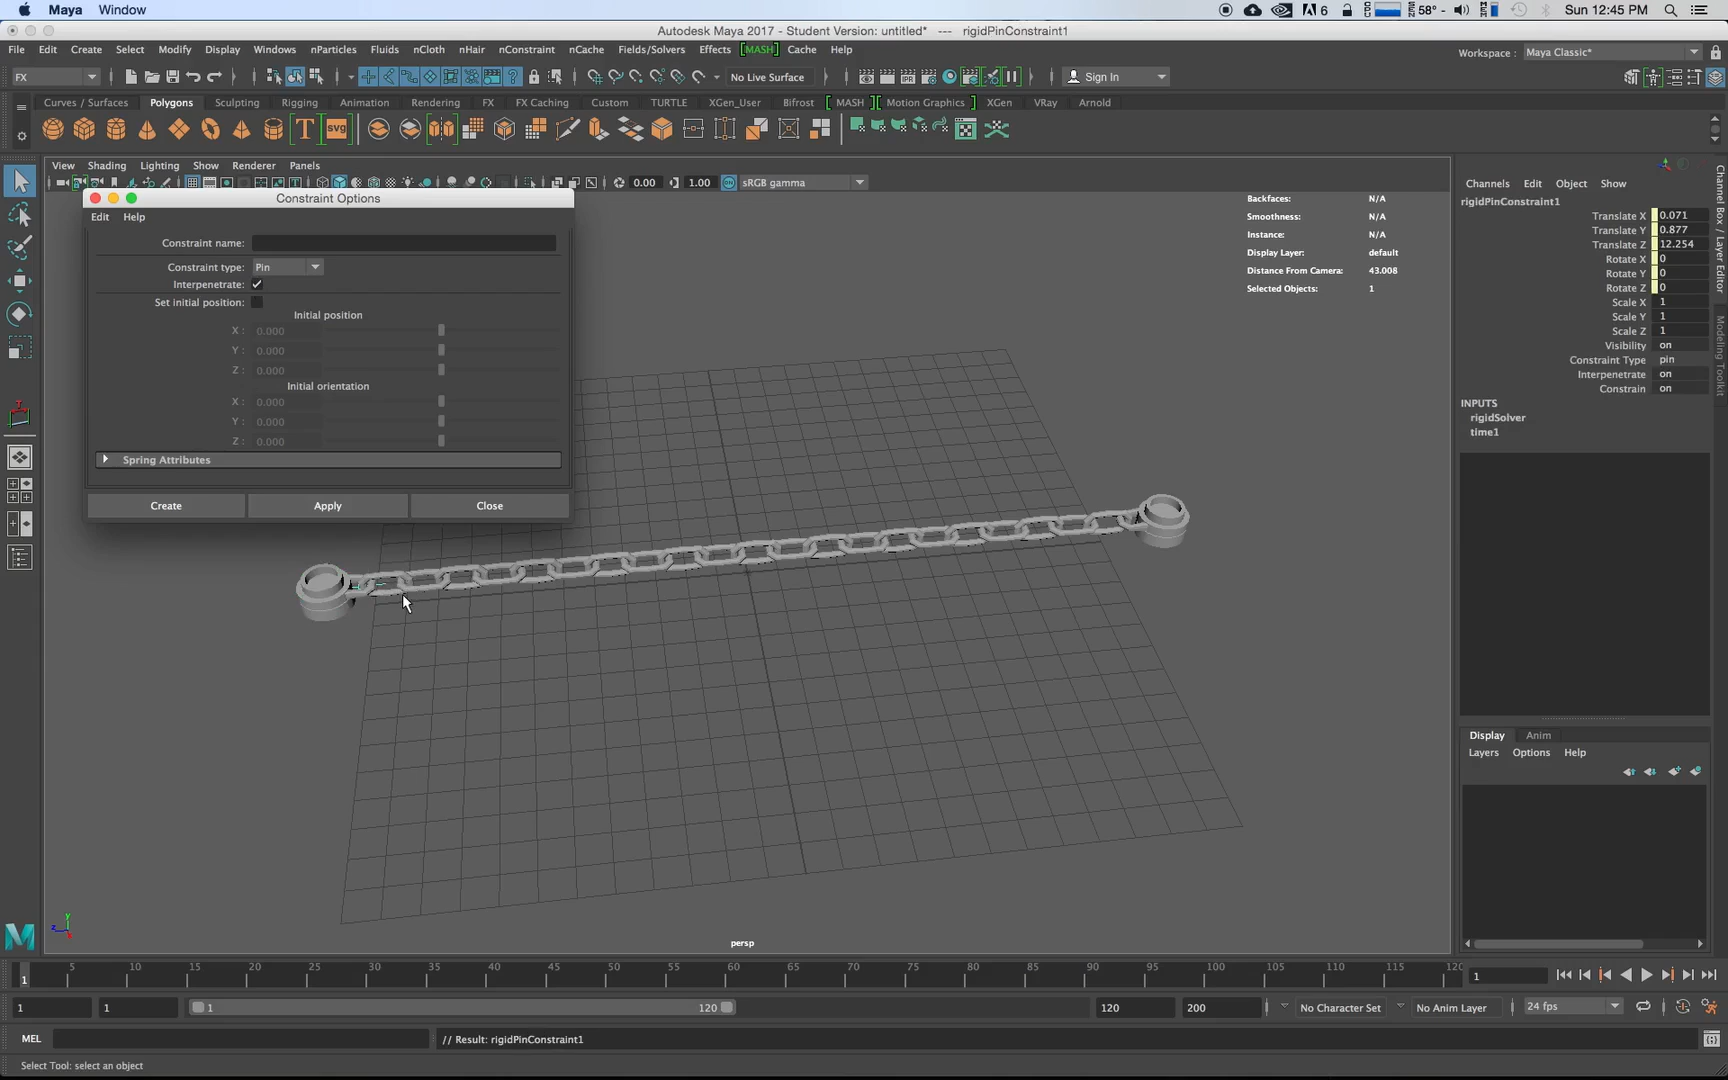 Maya Window 6 58° Sun 12:45 PM
Autodesk Maya 2017 - Student Version: untitled* --- rigidPinConstraint1
File Edit Create Select Modify Display Windows nParticles Fluids nCloth nHair nConstraint nCache Fields/Solvers Effects [MASH] Cache Help Workspace : Maya Classic*
FX No Live Surface Sign In
Curves / Surfaces Polygons Sculpting Rigging Animation Rendering FX FX Caching Custom TURTLE XGen_User Bifrost [ MASH ] [ Motion Graphics ] XGen VRay Arnold
T svg
View Shading Lighting Show Renderer Panels
0.00 1.00 sRGB gamma
Constraint Options
Edit Help
Constraint name:
Constraint type: Pin
Interpenetrate:
Set initial position:
Initial position
X : 0.000
Y : 0.000
Z : 0.000
Initial orientation
X : 0.000
Y : 0.000
Z : 0.000
Spring Attributes
Create Apply Close
Backfaces: N/A
Smoothness: N/A
Instance: N/A
Display Layer: default
Distance From Camera: 43.008
Selected Objects: 1
persp
y
z
x
Channels Edit Object Show
rigidPinConstraint1
Translate X 0.071
Translate Y 0.877
Translate Z 12.254
Rotate X 0
Rotate Y 0
Rotate Z 0
Scale X 1
Scale Y 1
Scale Z 1
Visibility on
Constraint Type pin
Interpenetrate on
Constrain on
INPUTS
rigidSolver
time1
Channel Box / Layer Editor
Modeling Toolkit
Display Anim
Layers Options Help
1 5 10 15 20 25 30 35 40 45 50 55 60 65 70 75 80 85 90 95 100 105 110 115 120 1
1 1 1 120 120 200 No Character Set No Anim Layer 24 fps
MEL // Result: rigidPinConstraint1
Select Tool: select an object